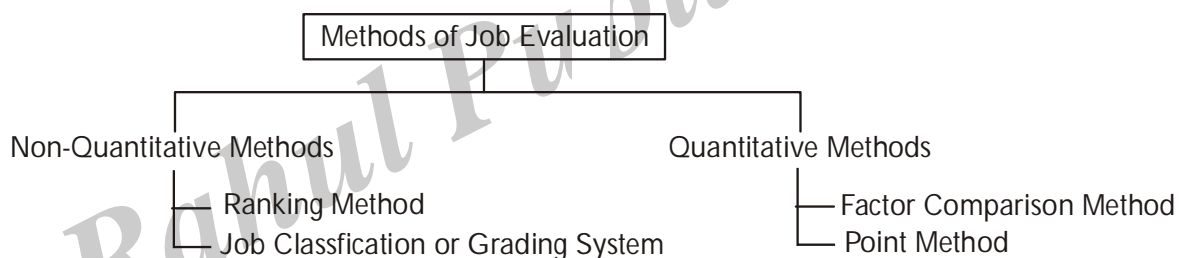 Methods of Job Evaluation
Non-Quantitative Methods
Ranking Method
Job Classfication or Grading System
Quantitative Methods
Factor Comparison Method
Point Method
Rahul